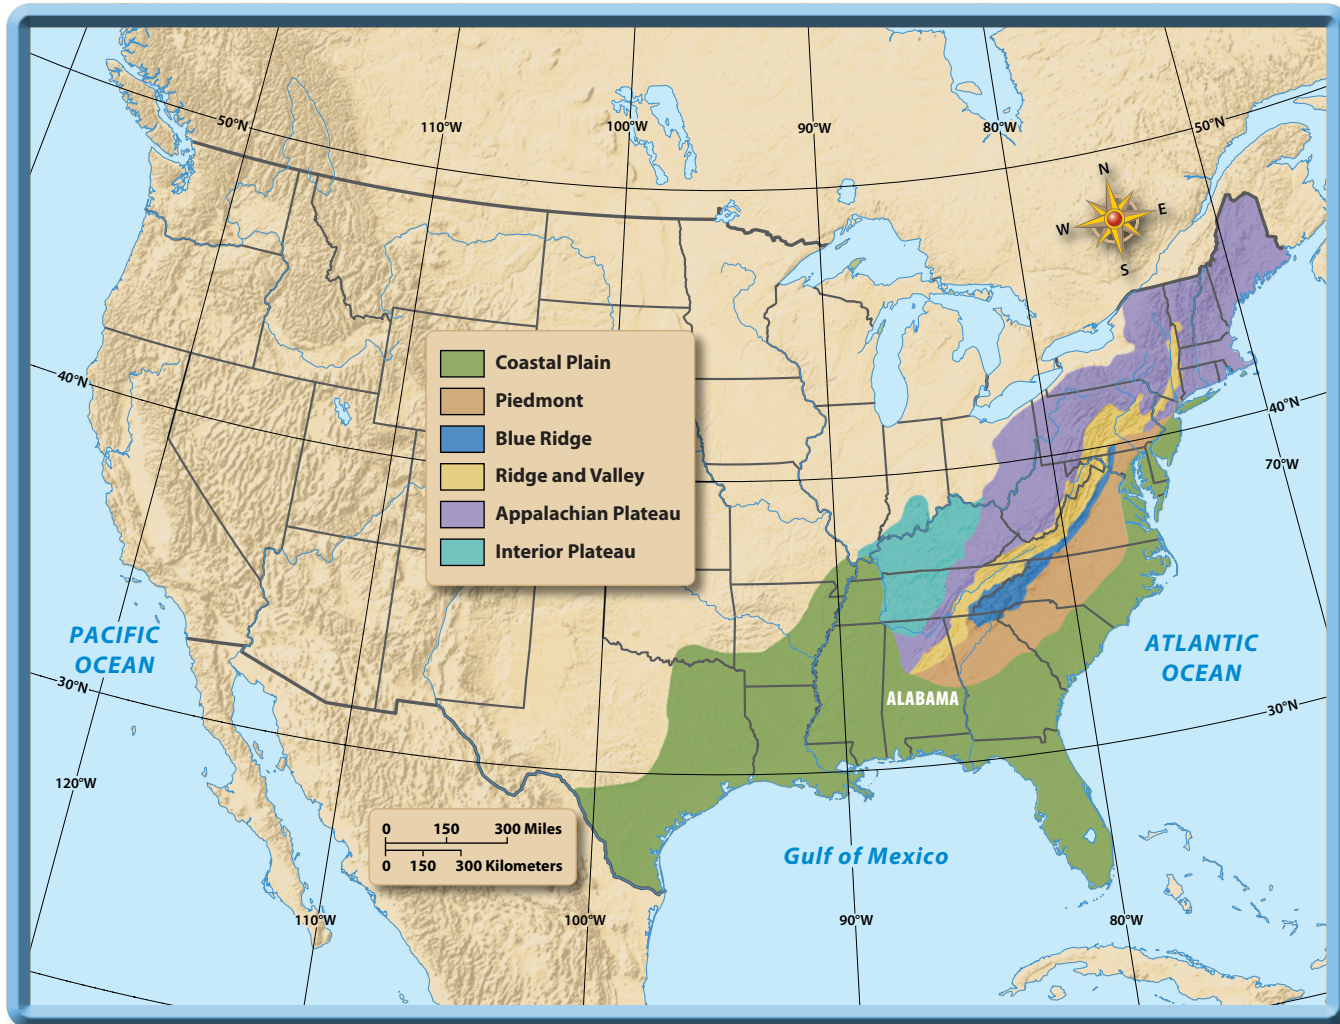 50°N
110°W
100°W
90°W
80°W
50°N
N
W
E
S
40°N
Coastal Plain
Piedmont
Blue Ridge
Ridge and Valley
Appalachian Plateau
Interior Plateau
40°N
70°W
PACIFIC
OCEAN
ATLANTIC
OCEAN
30°N
ALABAMA
30°N
120°W
0 150 300 Miles
0 150 300 Kilometers
Gulf of Mexico
110°W
100°W
90°W
80°W